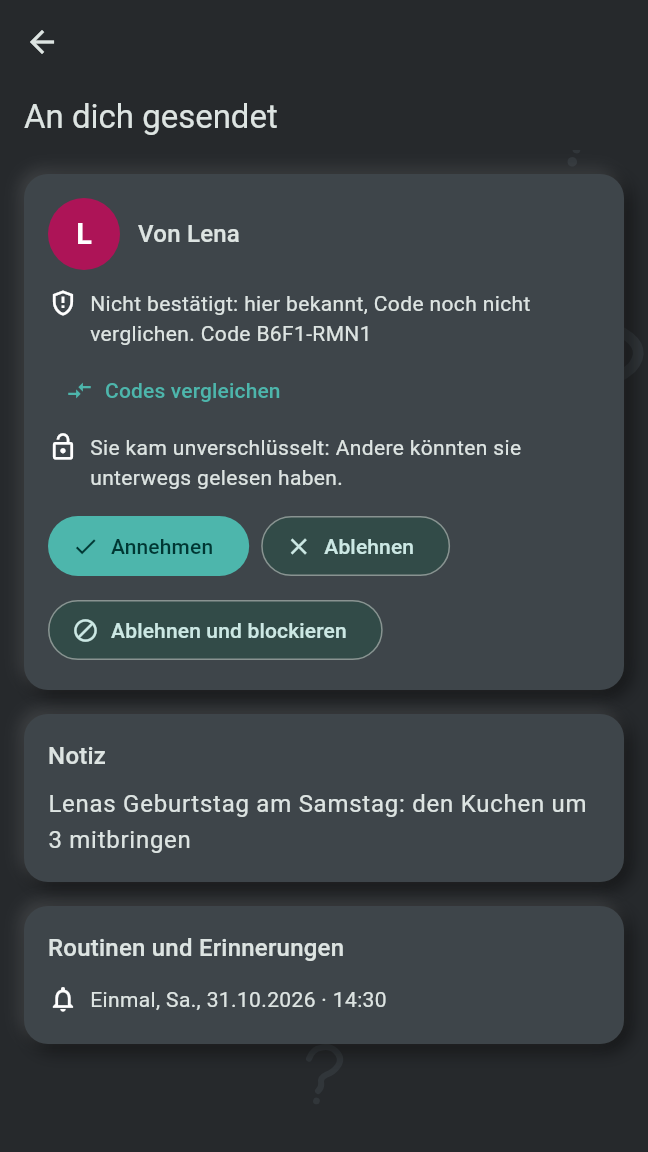 An dich gesendet
L
Von Lena
Nicht bestätigt: hier bekannt, Code noch nicht
verglichen. Code B6F1-RMN1
Codes vergleichen
Sie kam unverschlüsselt: Andere könnten sie
unterwegs gelesen haben.
Annehmen
Ablehnen
Ablehnen und blockieren
Notiz
Lenas Geburtstag am Samstag: den Kuchen um
3 mitbringen
Routinen und Erinnerungen
Einmal, Sa., 31.10.2026 · 14:30
?